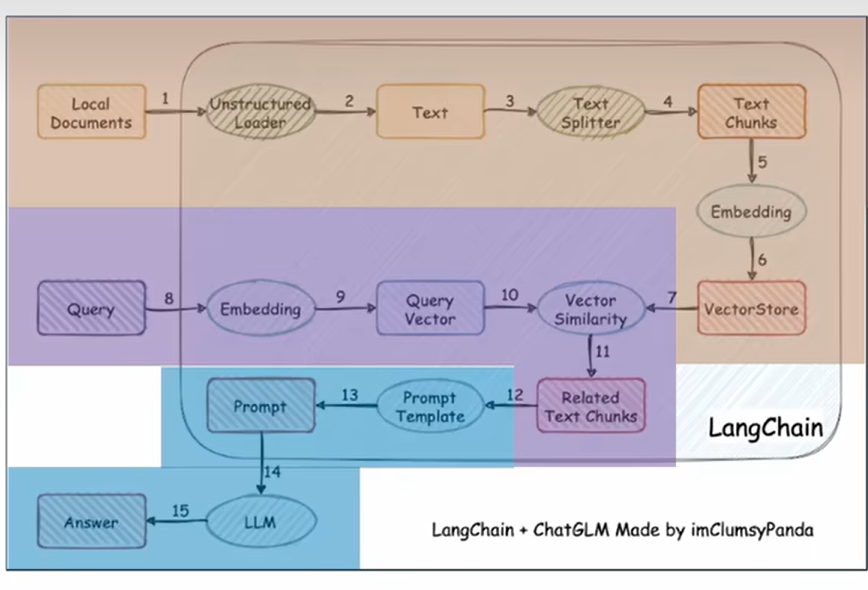 Local
Documents
1
Unstructured
Loader
2
Text
3
Text
Splitter
4
Text
Chunks
5
Embedding
6
Query
8
Embedding
9
Query
Vector
10
Vector
Similarity
7
VectorStore
11
Prompt
13
Prompt
Template
12
Related
Text Chunks
LangChain
14
Answer
15
LLM
LangChain + ChatGLM Made by imClumsyPanda